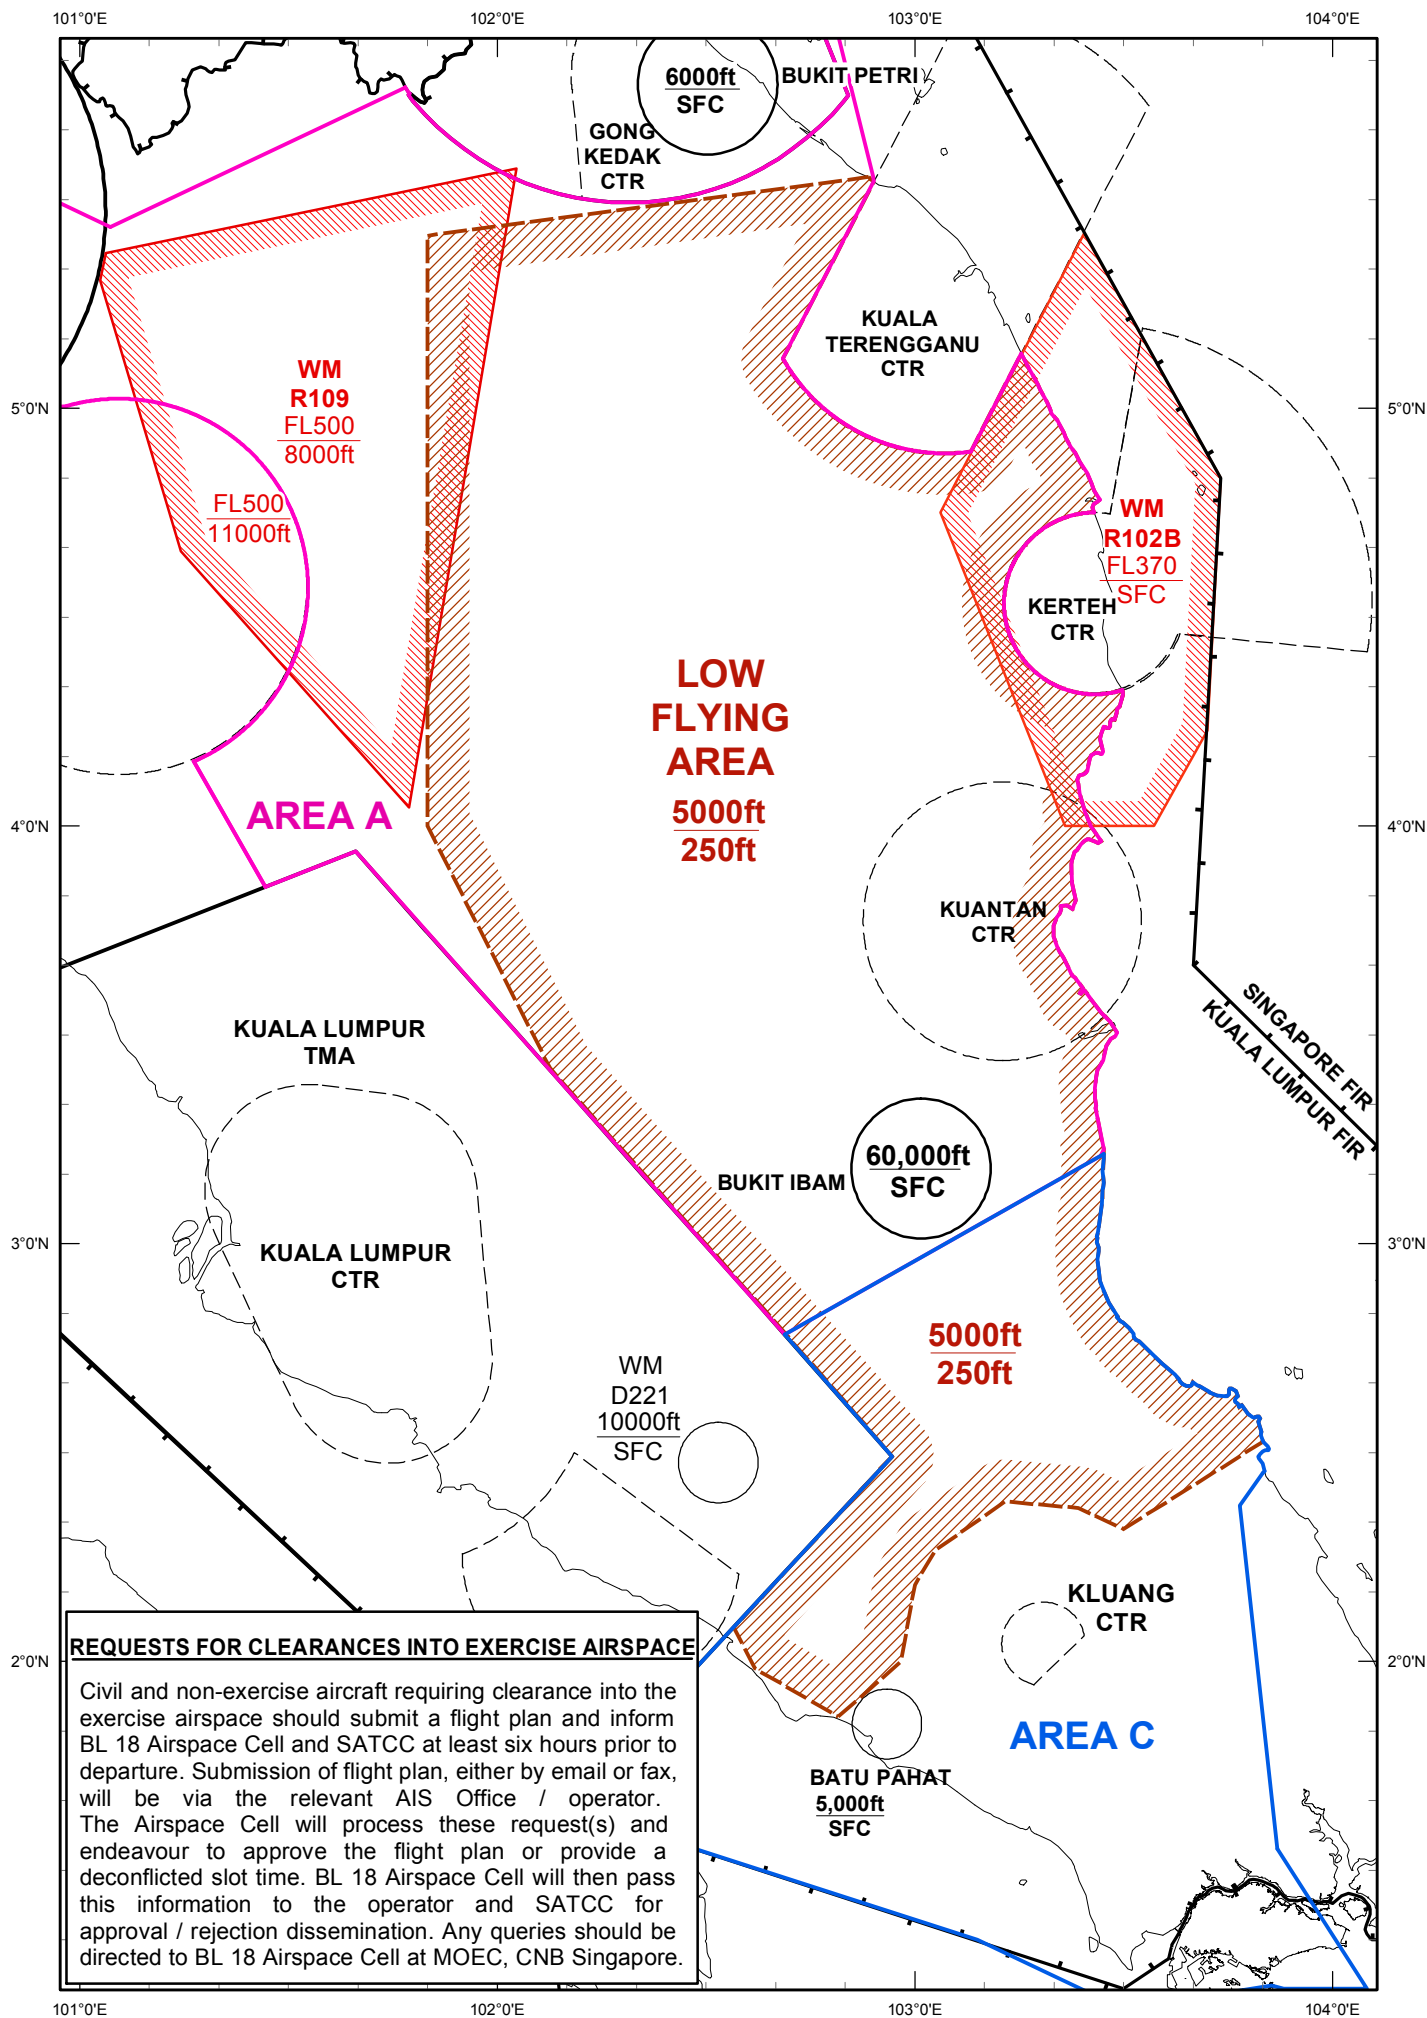 101°0'E
102°0'E
103°0'E
104°0'E
6000ft
SFC
BUKIT PETRI
GONG
KEDAK
CTR
KUALA
TERENGGANU
CTR
WM
R109
FL500
8000ft
5°0'N
5°0'N
FL500
11000ft
WM
R102B
FL370
SFC
KERTEH
CTR
LOW
FLYING
AREA
5000ft
250ft
AREA A
4°0'N
4°0'N
KUANTAN
CTR
SINGAPORE FIR
KUALA LUMPUR FIR
KUALA LUMPUR
TMA
60,000ft
SFC
BUKIT IBAM
3°0'N
3°0'N
KUALA LUMPUR
CTR
5000ft
250ft
WM
D221
10000ft
SFC
KLUANG
CTR
2°0'N
2°0'N
AREA C
BATU PAHAT
5,000ft
SFC
REQUESTS FOR CLEARANCES INTO EXERCISE AIRSPACE
Civil and non-exercise aircraft requiring clearance into the
exercise airspace should submit a flight plan and inform
BL 18 Airspace Cell and SATCC at least six hours prior to
departure. Submission of flight plan, either by email or fax,
will be via the relevant AIS Office / operator.
The Airspace Cell will process these request(s) and
endeavour to approve the flight plan or provide a
deconflicted slot time. BL 18 Airspace Cell will then pass
this information to the operator and SATCC for
approval / rejection dissemination. Any queries should be
directed to BL 18 Airspace Cell at MOEC, CNB Singapore.
101°0'E
102°0'E
103°0'E
104°0'E